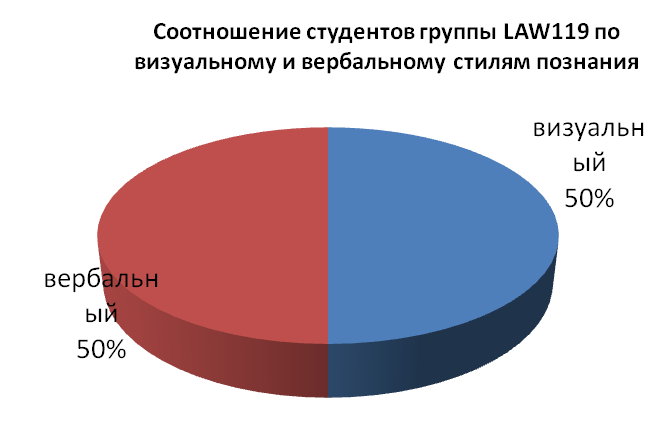 Соотношение студентов группы LAW119 по
визуальному и вербальному стилям познания
визуальн
ый
50%
вербальн
ый
50%